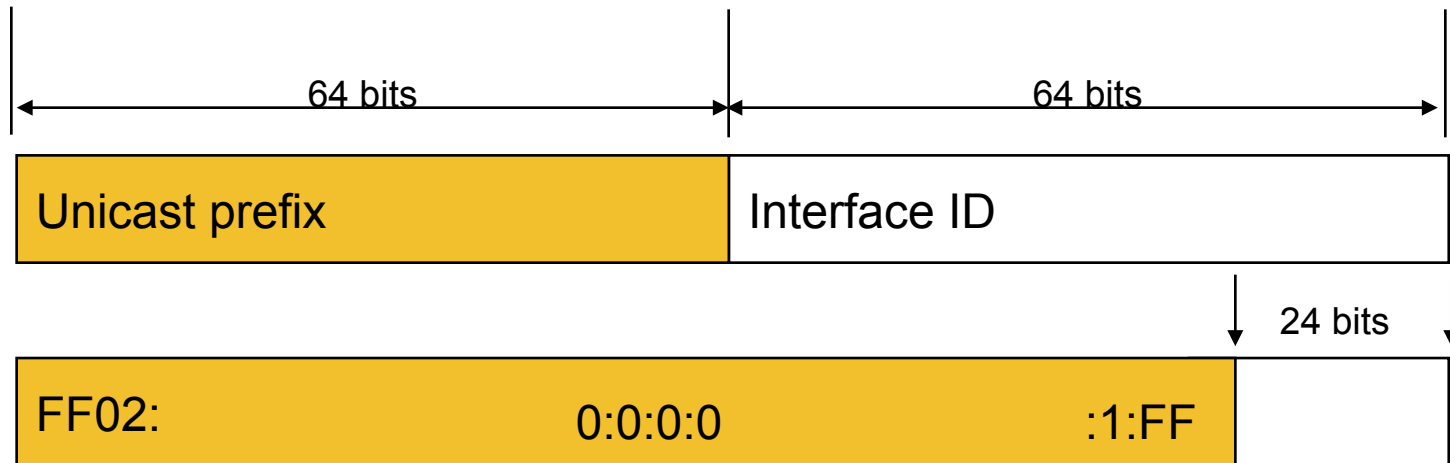 64 bits 64 bits
Unicast prefix Interface ID
24 bits
FF02: 0:0:0:0 :1:FF